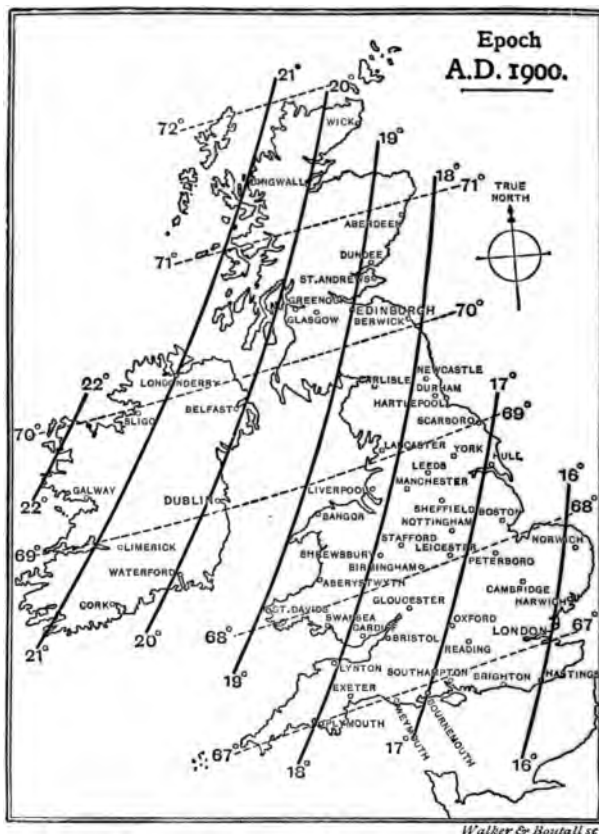 Epoch
A.D. 1900.
21°
20°
72°
WICK
19°
DINGWALL
18°
71°
TRUE
NORTH
ABERDEEN
71°
DUNDEE
ST. ANDREWS
GREENOCK
EDINBURGH
70°
GLASGOW
BERWICK
NEWCASTLE
LONDONDERRY
CARLISLE
DURHAM
22°
17°
BELFAST
HARTLEPOOL
69°
70°
SLIGO
SCARBORO
LANCASTER
YORK
HULL
LEEDS
16°
GALWAY
LIVERPOOL
MANCHESTER
22°
DUBLIN
SHEFFIELD
BANGOR
BOSTON
68°
NOTTINGHAM
STAFFORD
NORWICH
69°
LIMERICK
SHREWSBURY
LEICESTER
PETERBORO
BIRMINGHAM
WATERFORD
ABERYSTWYTH
CAMBRIDGE
CORK
GLOUCESTER
HARWICH
ST. DAVIDS
SWANSEA
OXFORD
67°
68°
CARDIFF
BRISTOL
LONDON
20°
21°
READING
LYNTON
SOUTHAMPTON
BRIGHTON
HASTINGS
19°
EXETER
PLYMOUTH
WEYMOUTH
BOURNEMOUTH
67°
17°
18°
16°
Walker & Boutall sc.